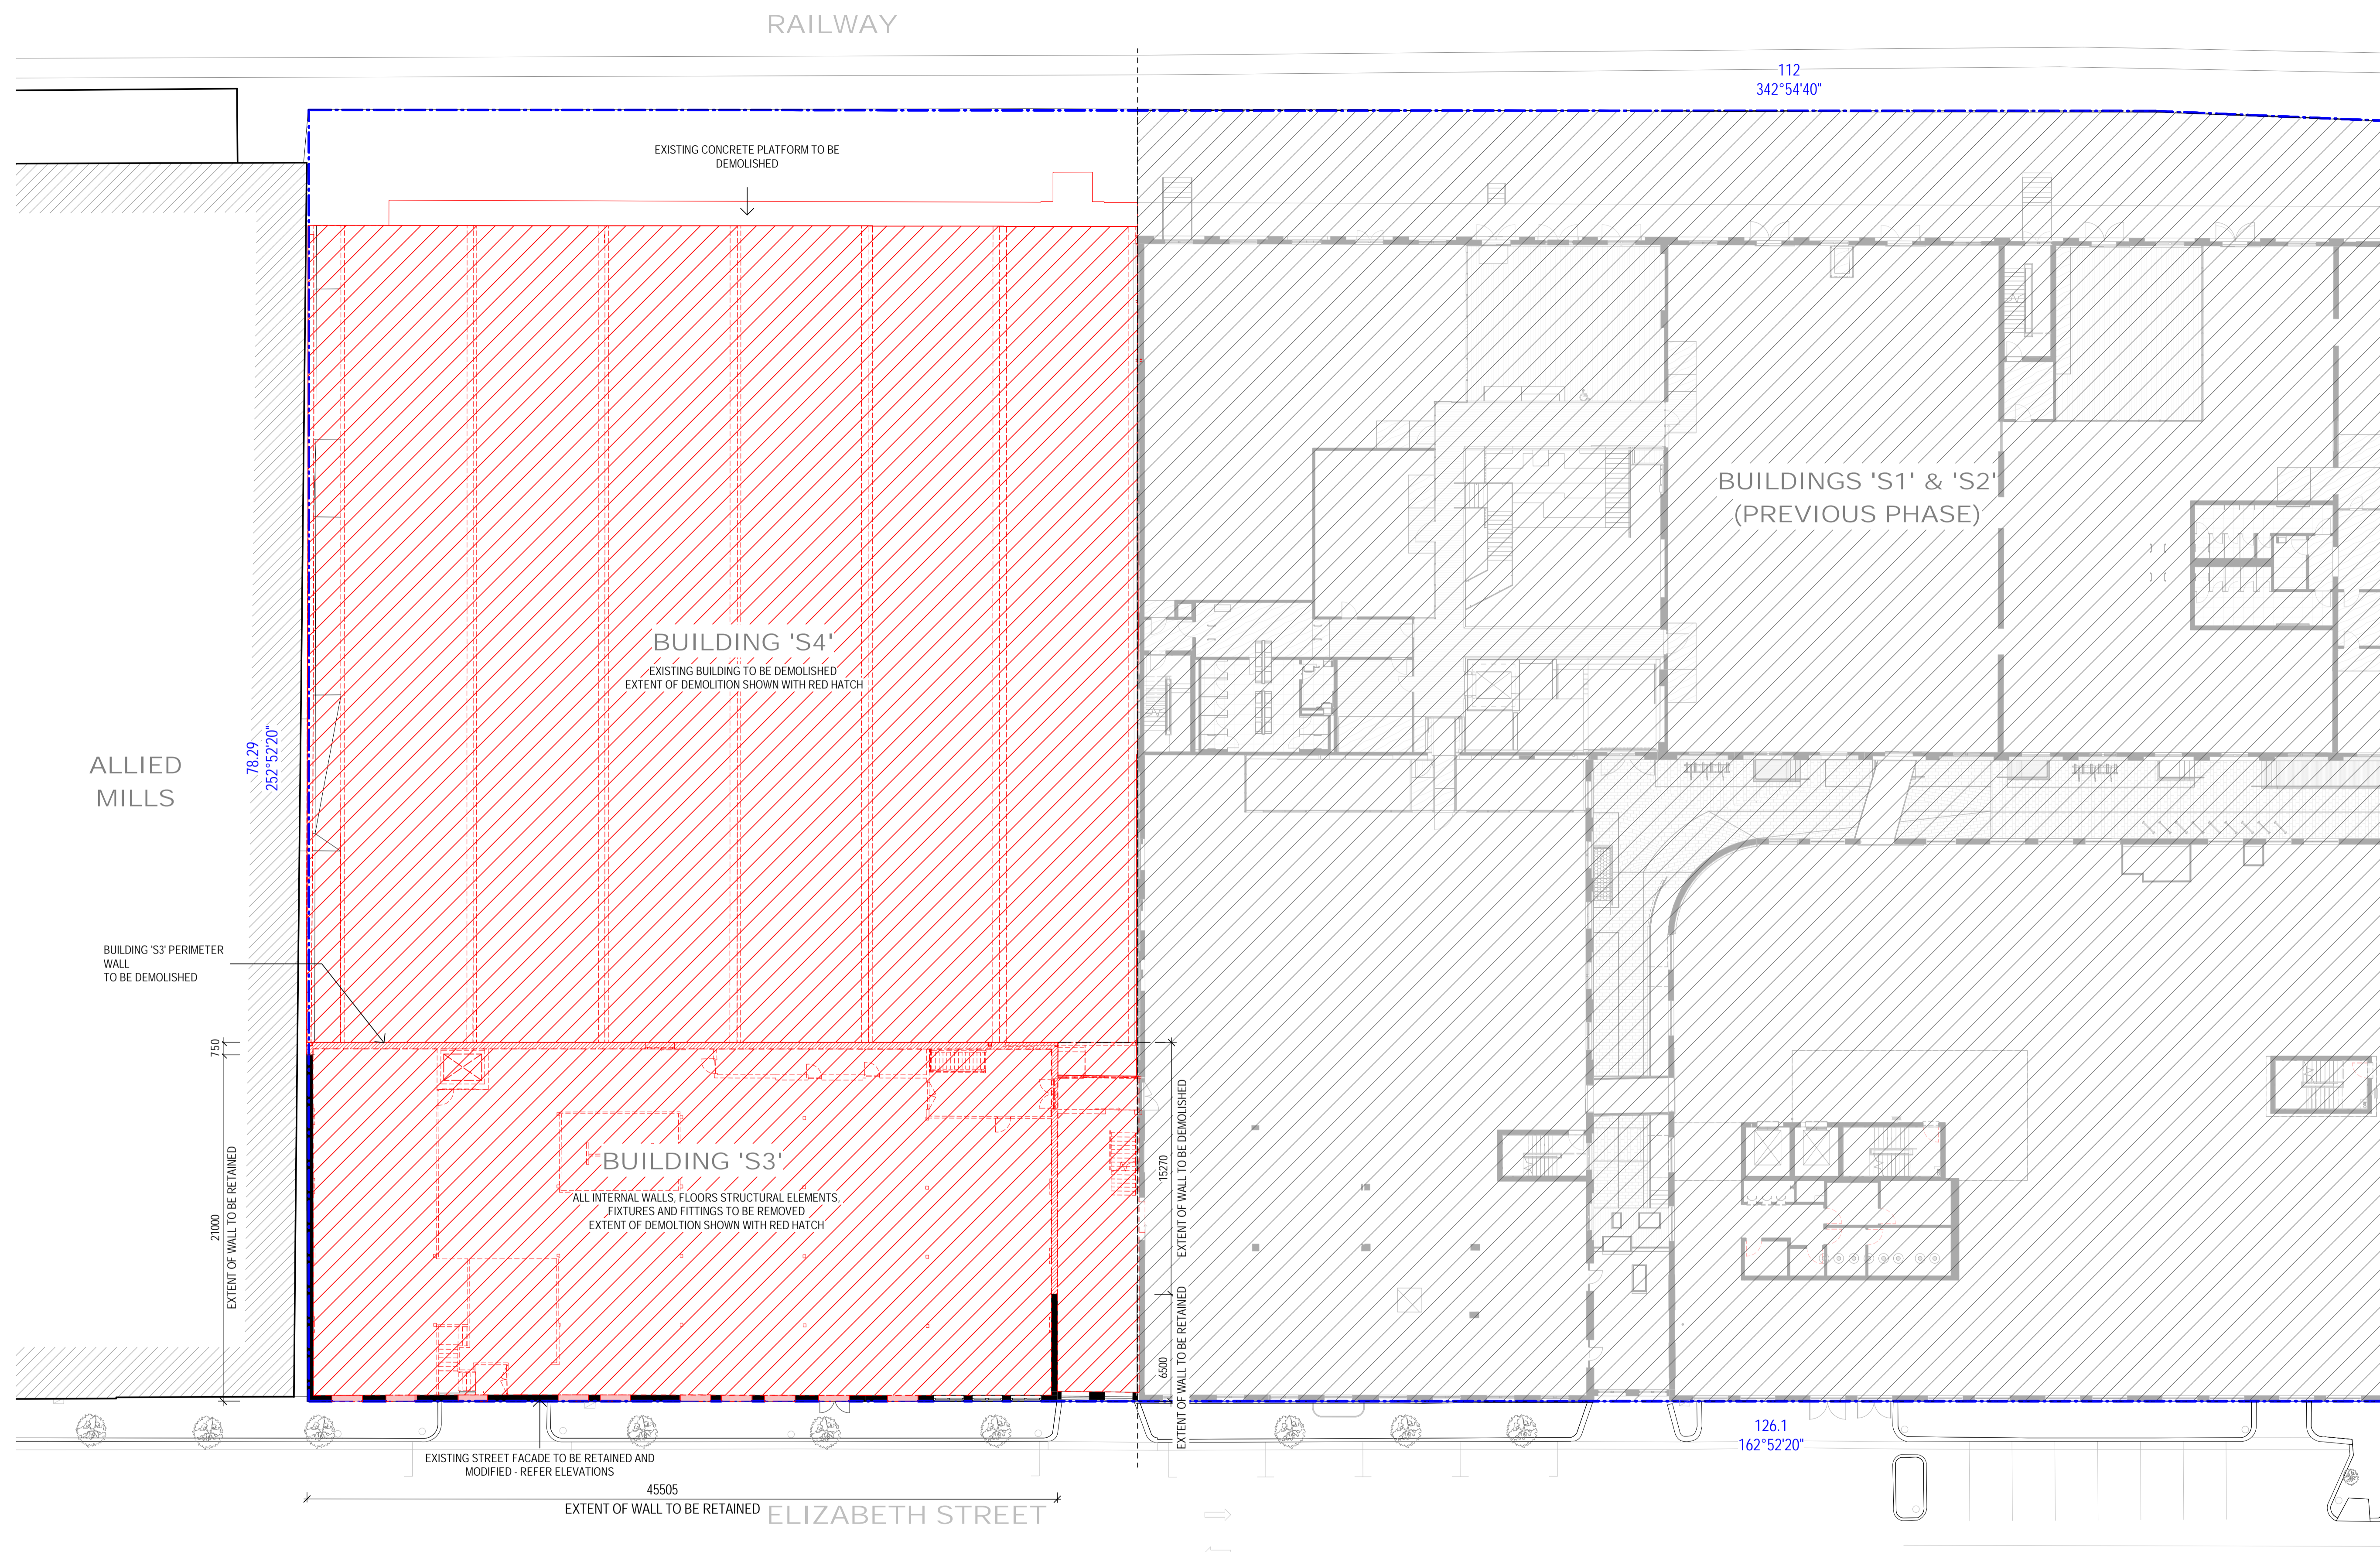 RAILWAY
112
342°54'40"
EXISTING CONCRETE PLATFORM TO BE
DEMOLISHED
BUILDINGS 'S1' & 'S2'
(PREVIOUS PHASE)
BUILDING 'S4'
EXISTING BUILDING TO BE DEMOLISHED
EXTENT OF DEMOLITION SHOWN WITH RED HATCH
ALLIED
MILLS
78.29
252°52'20"
BUILDING 'S3' PERIMETER
WALL
TO BE DEMOLISHED
750
21000
EXTENT OF WALL TO BE RETAINED
BUILDING 'S3'
ALL INTERNAL WALLS, FLOORS STRUCTURAL ELEMENTS,
FIXTURES AND FITTINGS TO BE REMOVED
EXTENT OF DEMOLTION SHOWN WITH RED HATCH
15270
EXTENT OF WALL TO BE DEMOLISHED
6500
EXTENT OF WALL TO BE RETAINED
126.1
162°52'20"
EXISTING STREET FACADE TO BE RETAINED AND
MODIFIED - REFER ELEVATIONS
45505
EXTENT OF WALL TO BE RETAINED
ELIZABETH STREET